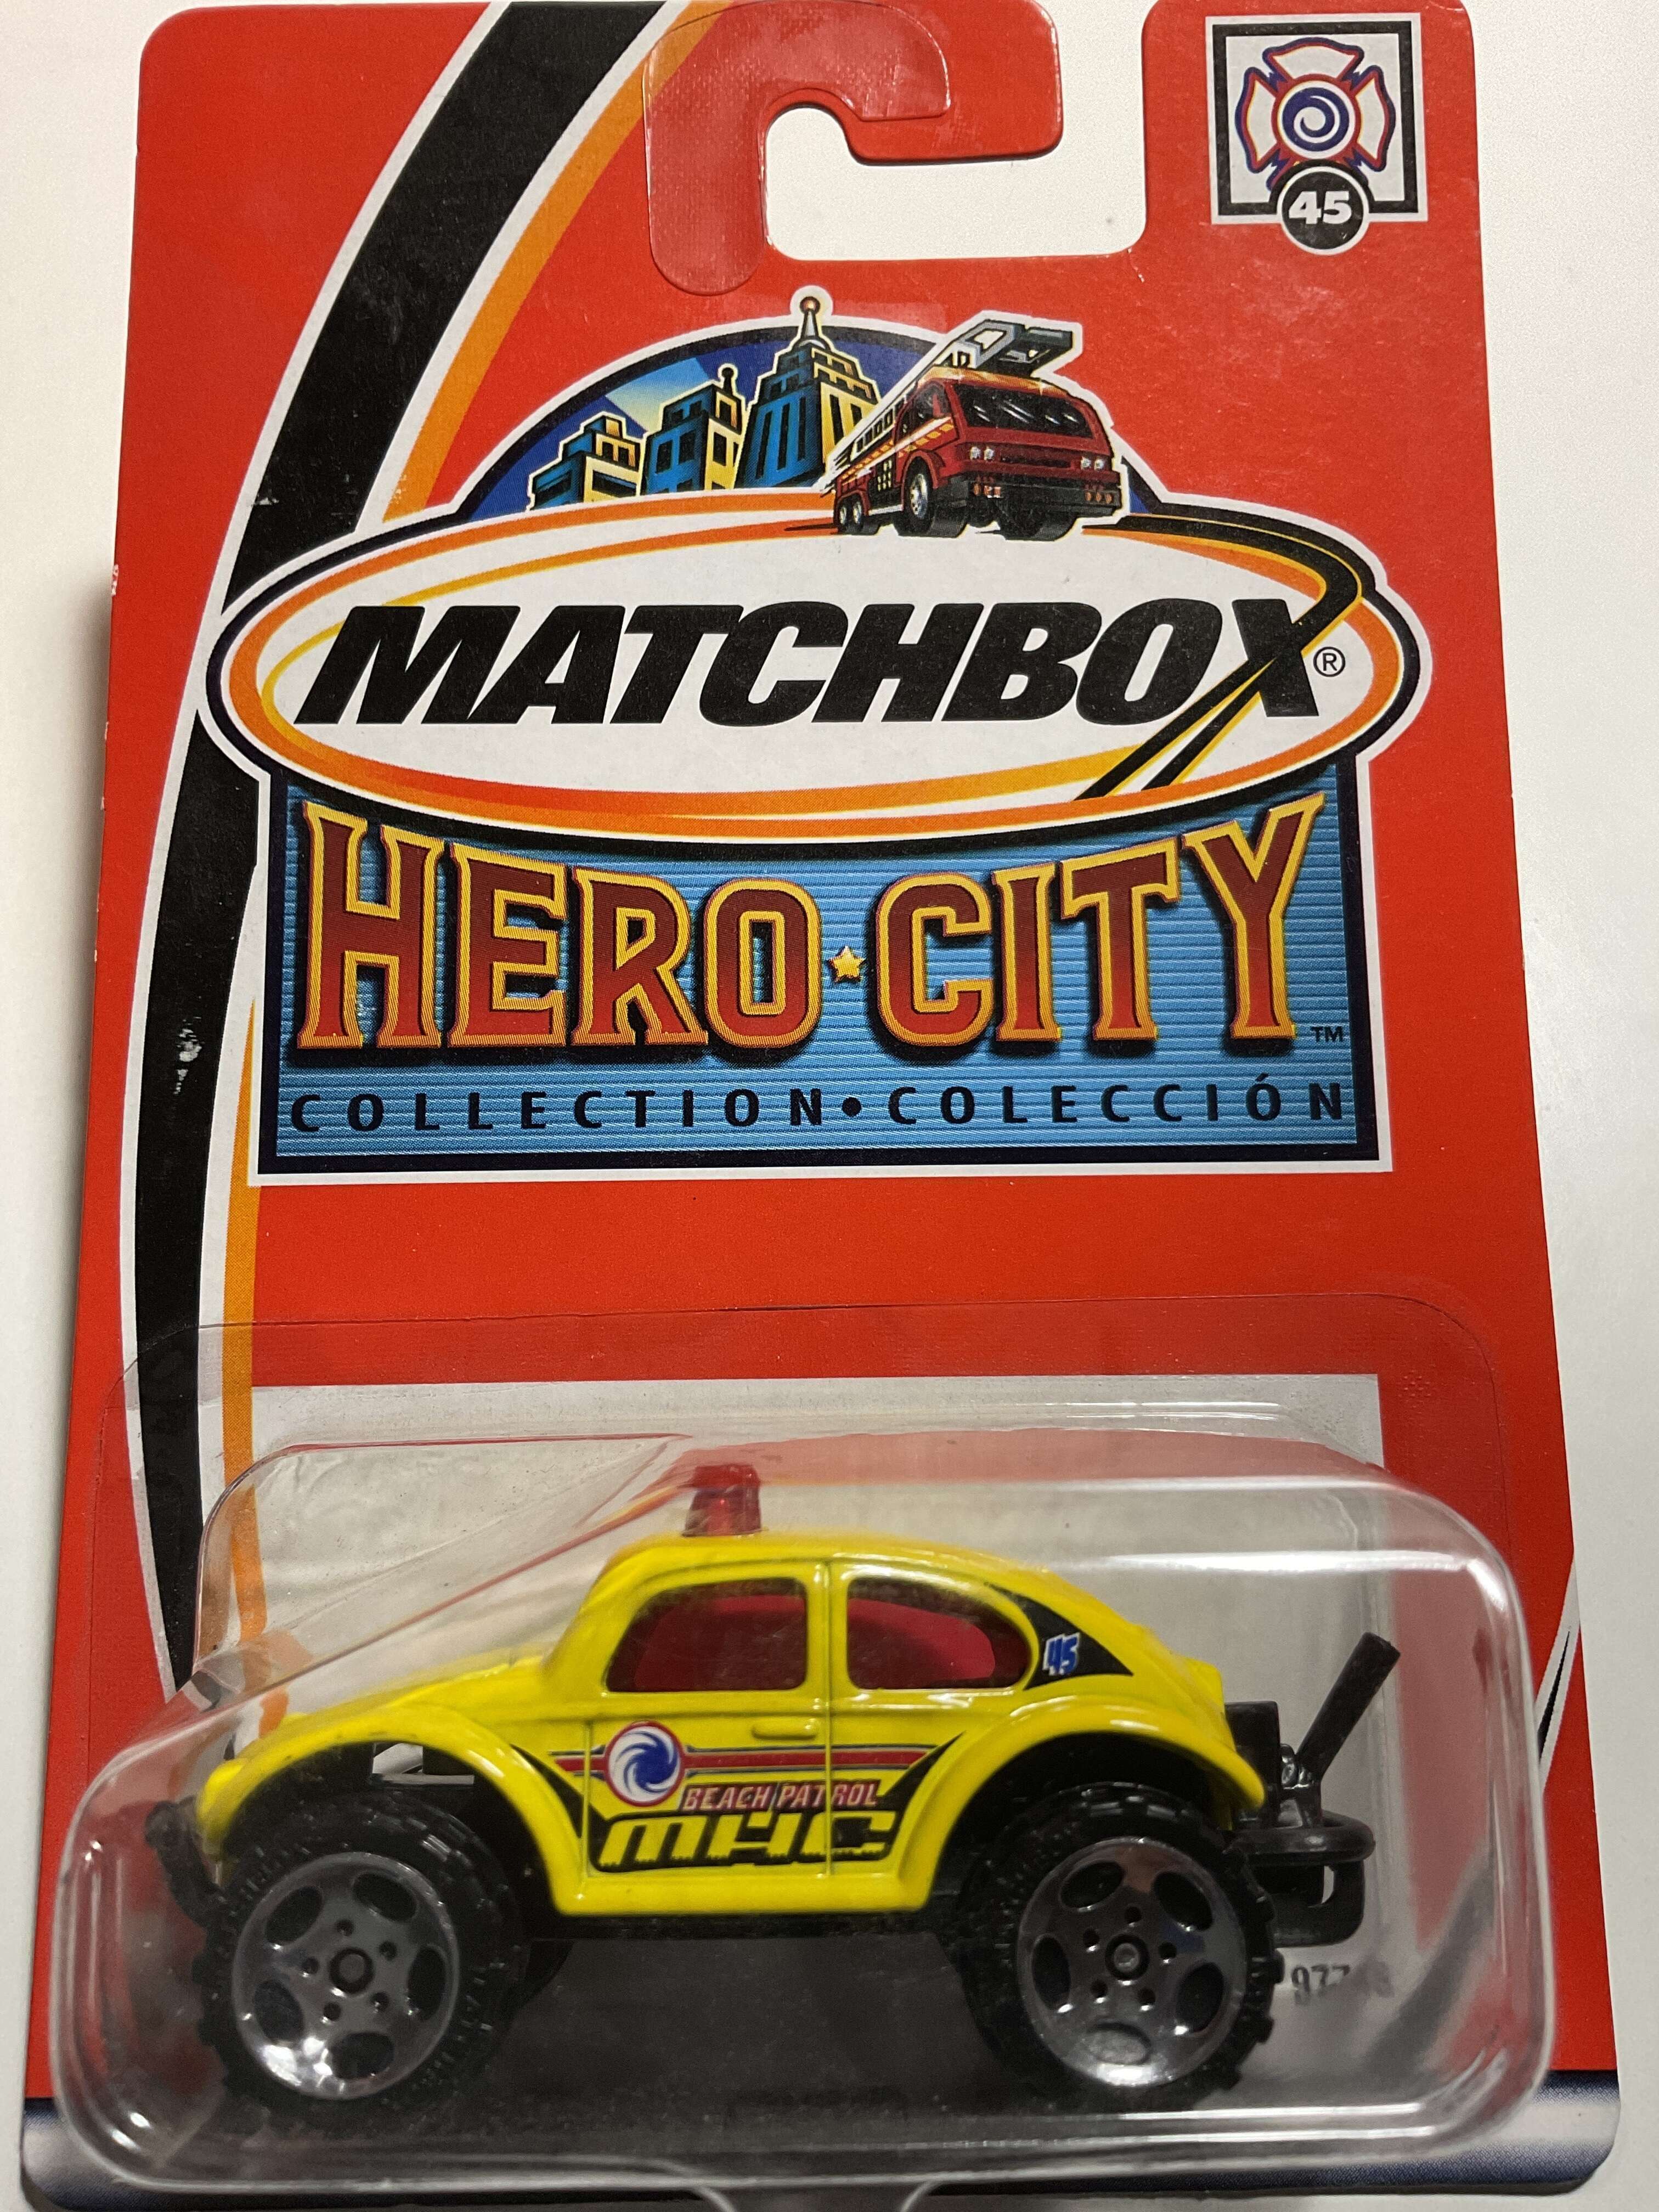 45
MATCHBOX®
HERO★CITY™
COLLECTION•COLECCIÓN
45
BEACH PATROL
MHC